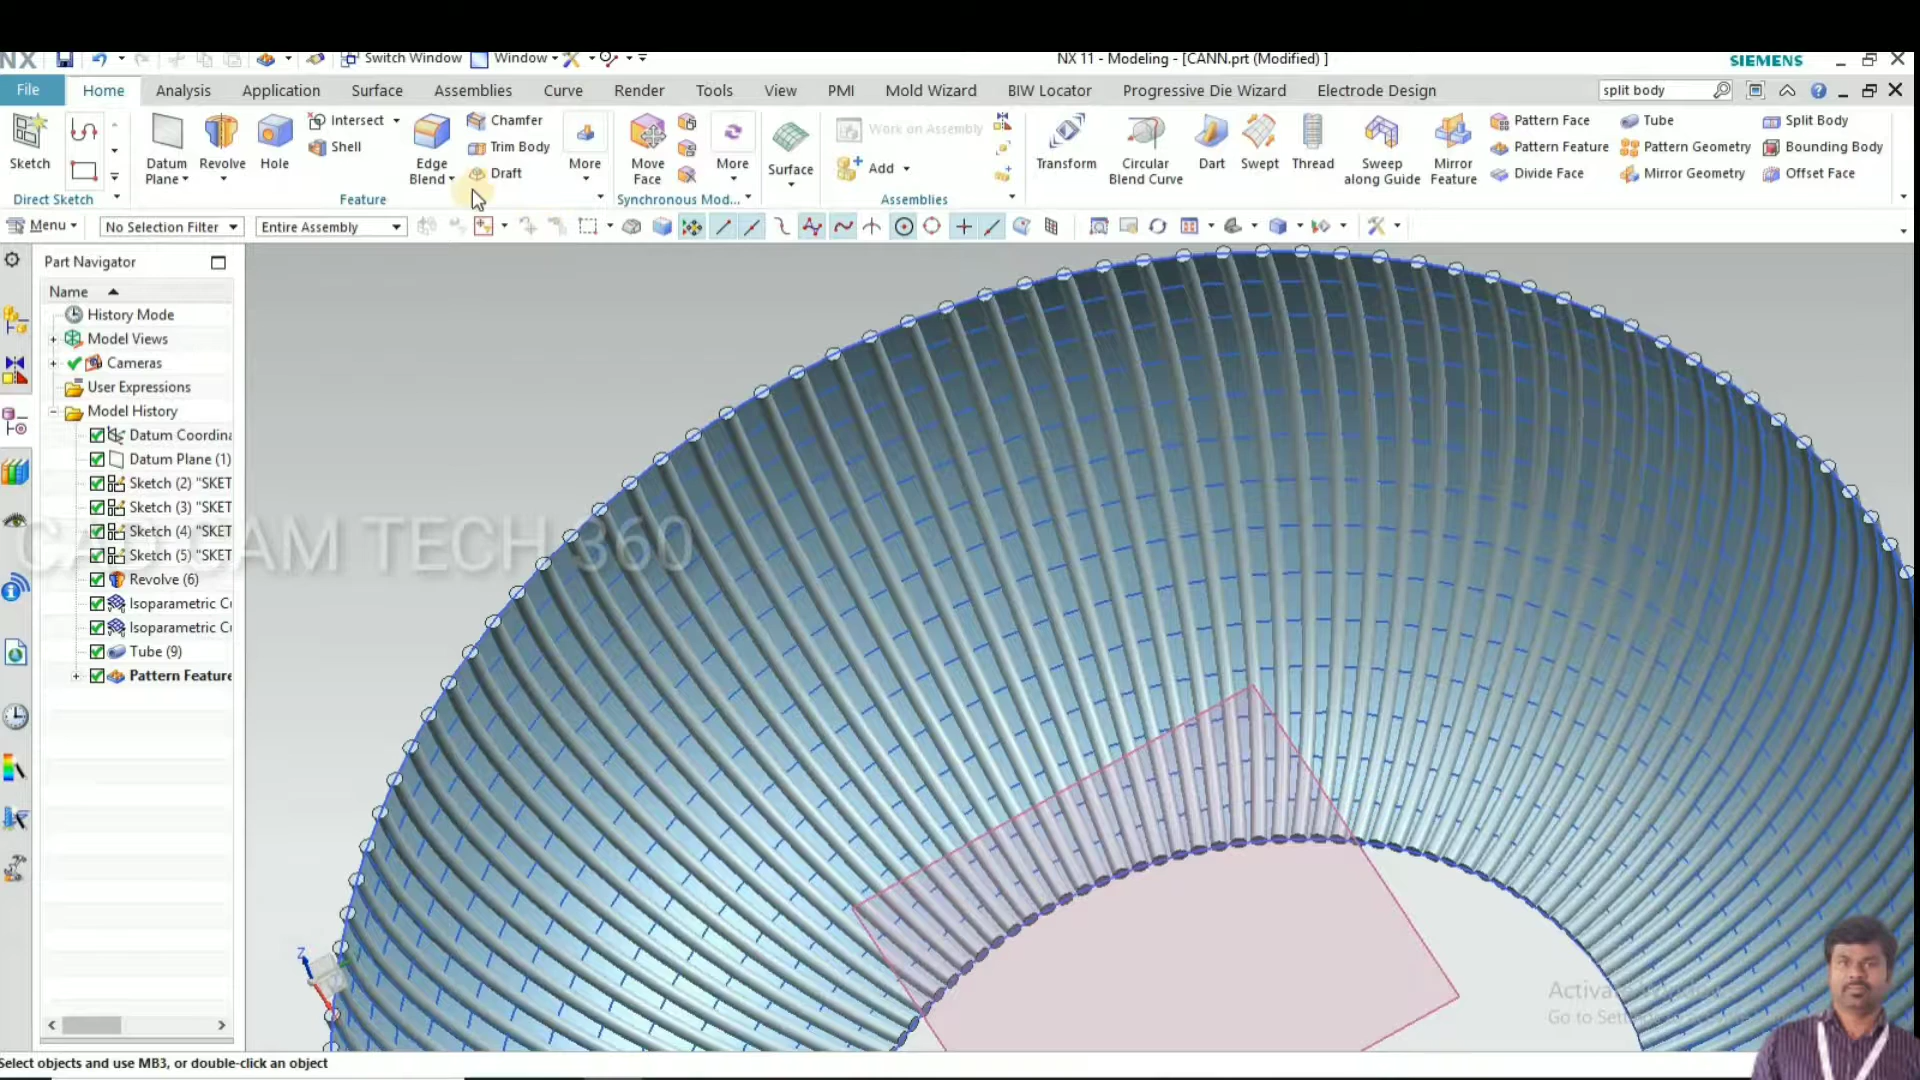 NX
Switch Window
Window
NX 11 - Modeling - [CANN.prt (Modified) ]
SIEMENS
File
Home
Analysis
Application
Surface
Assemblies
Curve
Render
Tools
View
PMI
Mold Wizard
BIW Locator
Progressive Die Wizard
Electrode Design
split body
Sketch
Direct Sketch
Datum Plane
Revolve
Hole
Intersect
Shell
Edge Blend
Chamfer
Trim Body
Draft
More
Feature
Move Face
More
Synchronous Mod...
Surface
Work on Assembly
Add
Assemblies
Transform
Circular Blend Curve
Dart
Swept
Thread
Sweep along Guide
Mirror Feature
Pattern Face
Pattern Feature
Divide Face
Tube
Pattern Geometry
Mirror Geometry
Split Body
Bounding Body
Offset Face
Menu
No Selection Filter
Entire Assembly
Part Navigator
Name
History Mode
Model Views
Cameras
User Expressions
Model History
Datum Coordina
Datum Plane (1)
Sketch (2) "SKET
Sketch (3) "SKET
Sketch (4) "SKET
Sketch (5) "SKET
Revolve (6)
Isoparametric C
Isoparametric C
Tube (9)
Pattern Feature
CAD CAM TECH 360
Z
Activate
Go to
Select objects and use MB3, or double-click an object